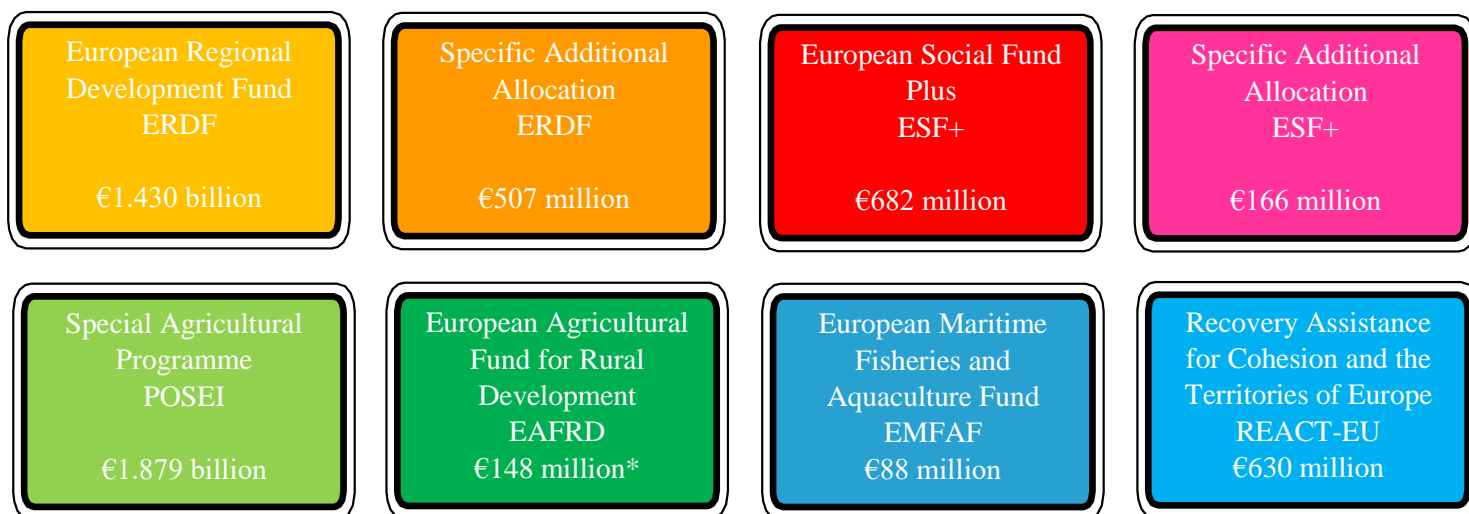 European Regional
Development Fund
ERDF
€1.430 billion
Specific Additional
Allocation
ERDF
€507 million
European Social Fund
Plus
ESF+
€682 million
Specific Additional
Allocation
ESF+
€166 million
Special Agricultural
Programme
POSEI
€1.879 billion
European Agricultural
Fund for Rural
Development
EAFRD
€148 million*
European Maritime
Fisheries and
Aquaculture Fund
EMFAF
€88 million
Recovery Assistance
for Cohesion and the
Territories of Europe
REACT-EU
€630 million